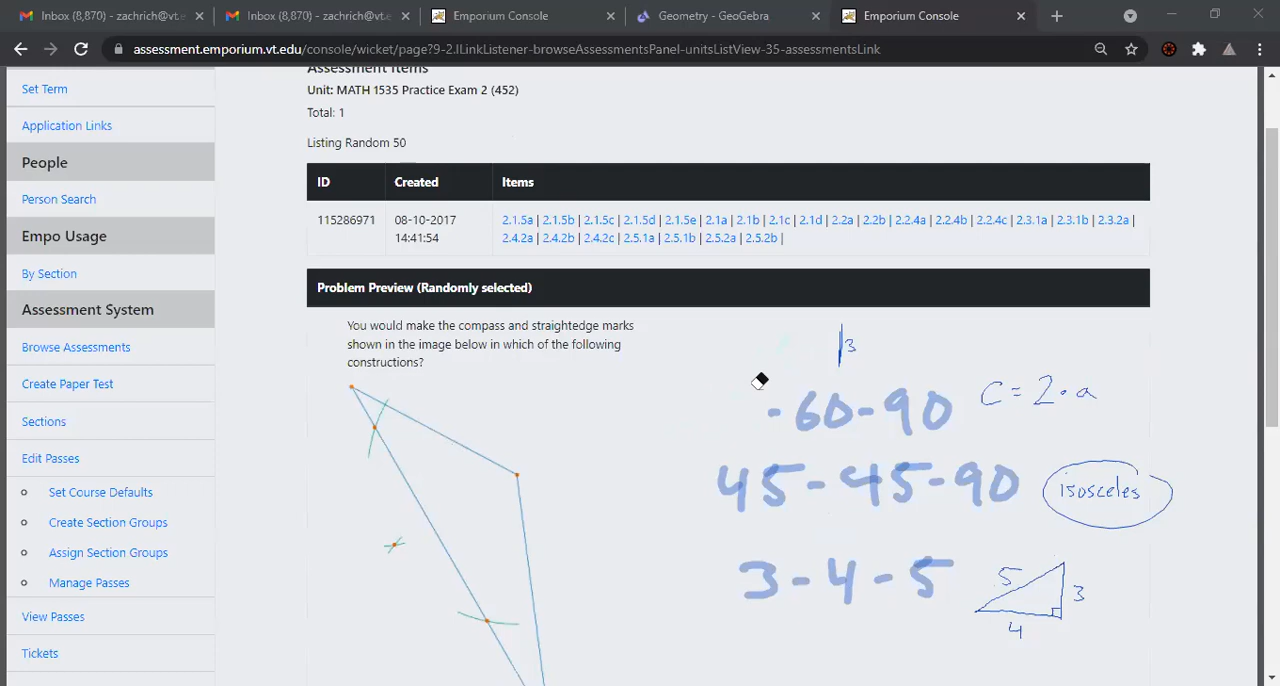 Inbox (8,870) - zachrich@vt.e
Inbox (8,870) - zachrich@vt.e
Emporium Console
Geometry - GeoGebra
Emporium Console
assessment.emporium.vt.edu/console/wicket/page?9-2.ILinkListener-browseAssessmentsPanel-unitsListView-35-assessmentsLink
Set Term
Application Links
People
Person Search
Empo Usage
By Section
Assessment System
Browse Assessments
Create Paper Test
Sections
Edit Passes
Set Course Defaults
Create Section Groups
Assign Section Groups
Manage Passes
View Passes
Tickets
Assessment Items
Unit: MATH 1535 Practice Exam 2 (452)
Total: 1
Listing Random 50
ID Created Items
115286971 08-10-2017 14:41:54
2.1.5a | 2.1.5b | 2.1.5c | 2.1.5d | 2.1.5e | 2.1a | 2.1b | 2.1c | 2.1d | 2.2a | 2.2b | 2.2.4a | 2.2.4b | 2.2.4c | 2.3.1a | 2.3.1b | 2.3.2a |
2.4.2a | 2.4.2b | 2.4.2c | 2.5.1a | 2.5.1b | 2.5.2a | 2.5.2b |
Problem Preview (Randomly selected)
You would make the compass and straightedge marks
shown in the image below in which of the following
constructions?
3
-60-90
c = 2·a
45-45-90
isosceles
3-4-5
5
3
4